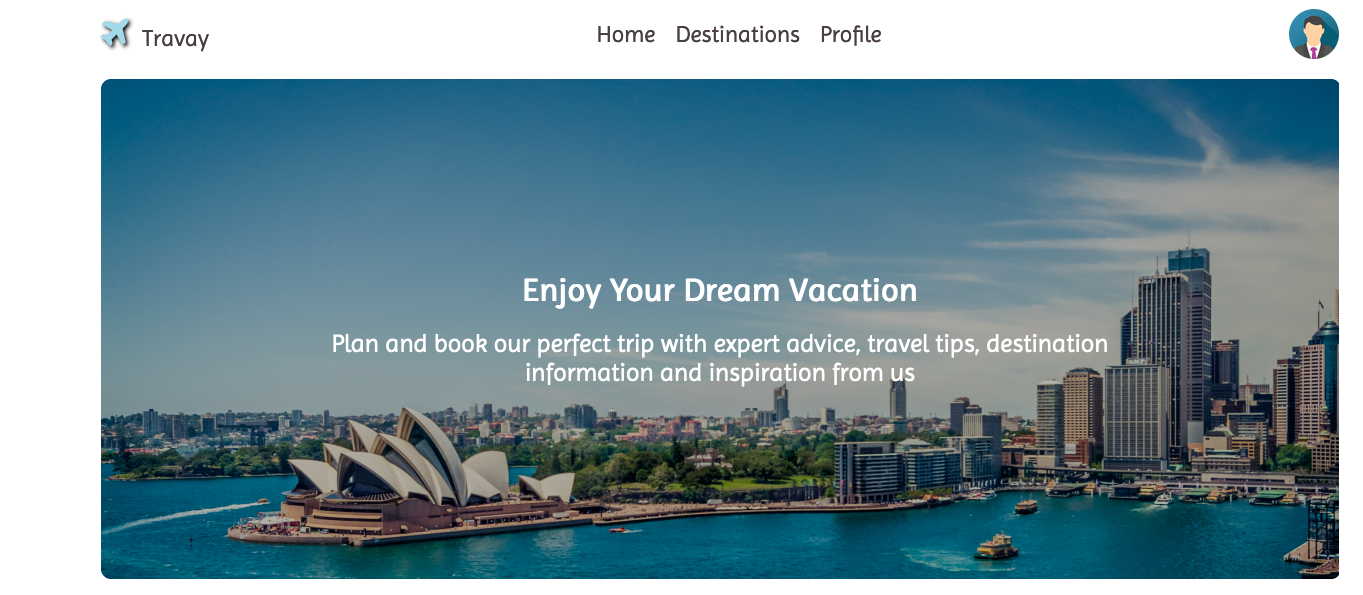 Travay
Home Destinations Profile
Enjoy Your Dream Vacation
Plan and book our perfect trip with expert advice, travel tips, destination
information and inspiration from us